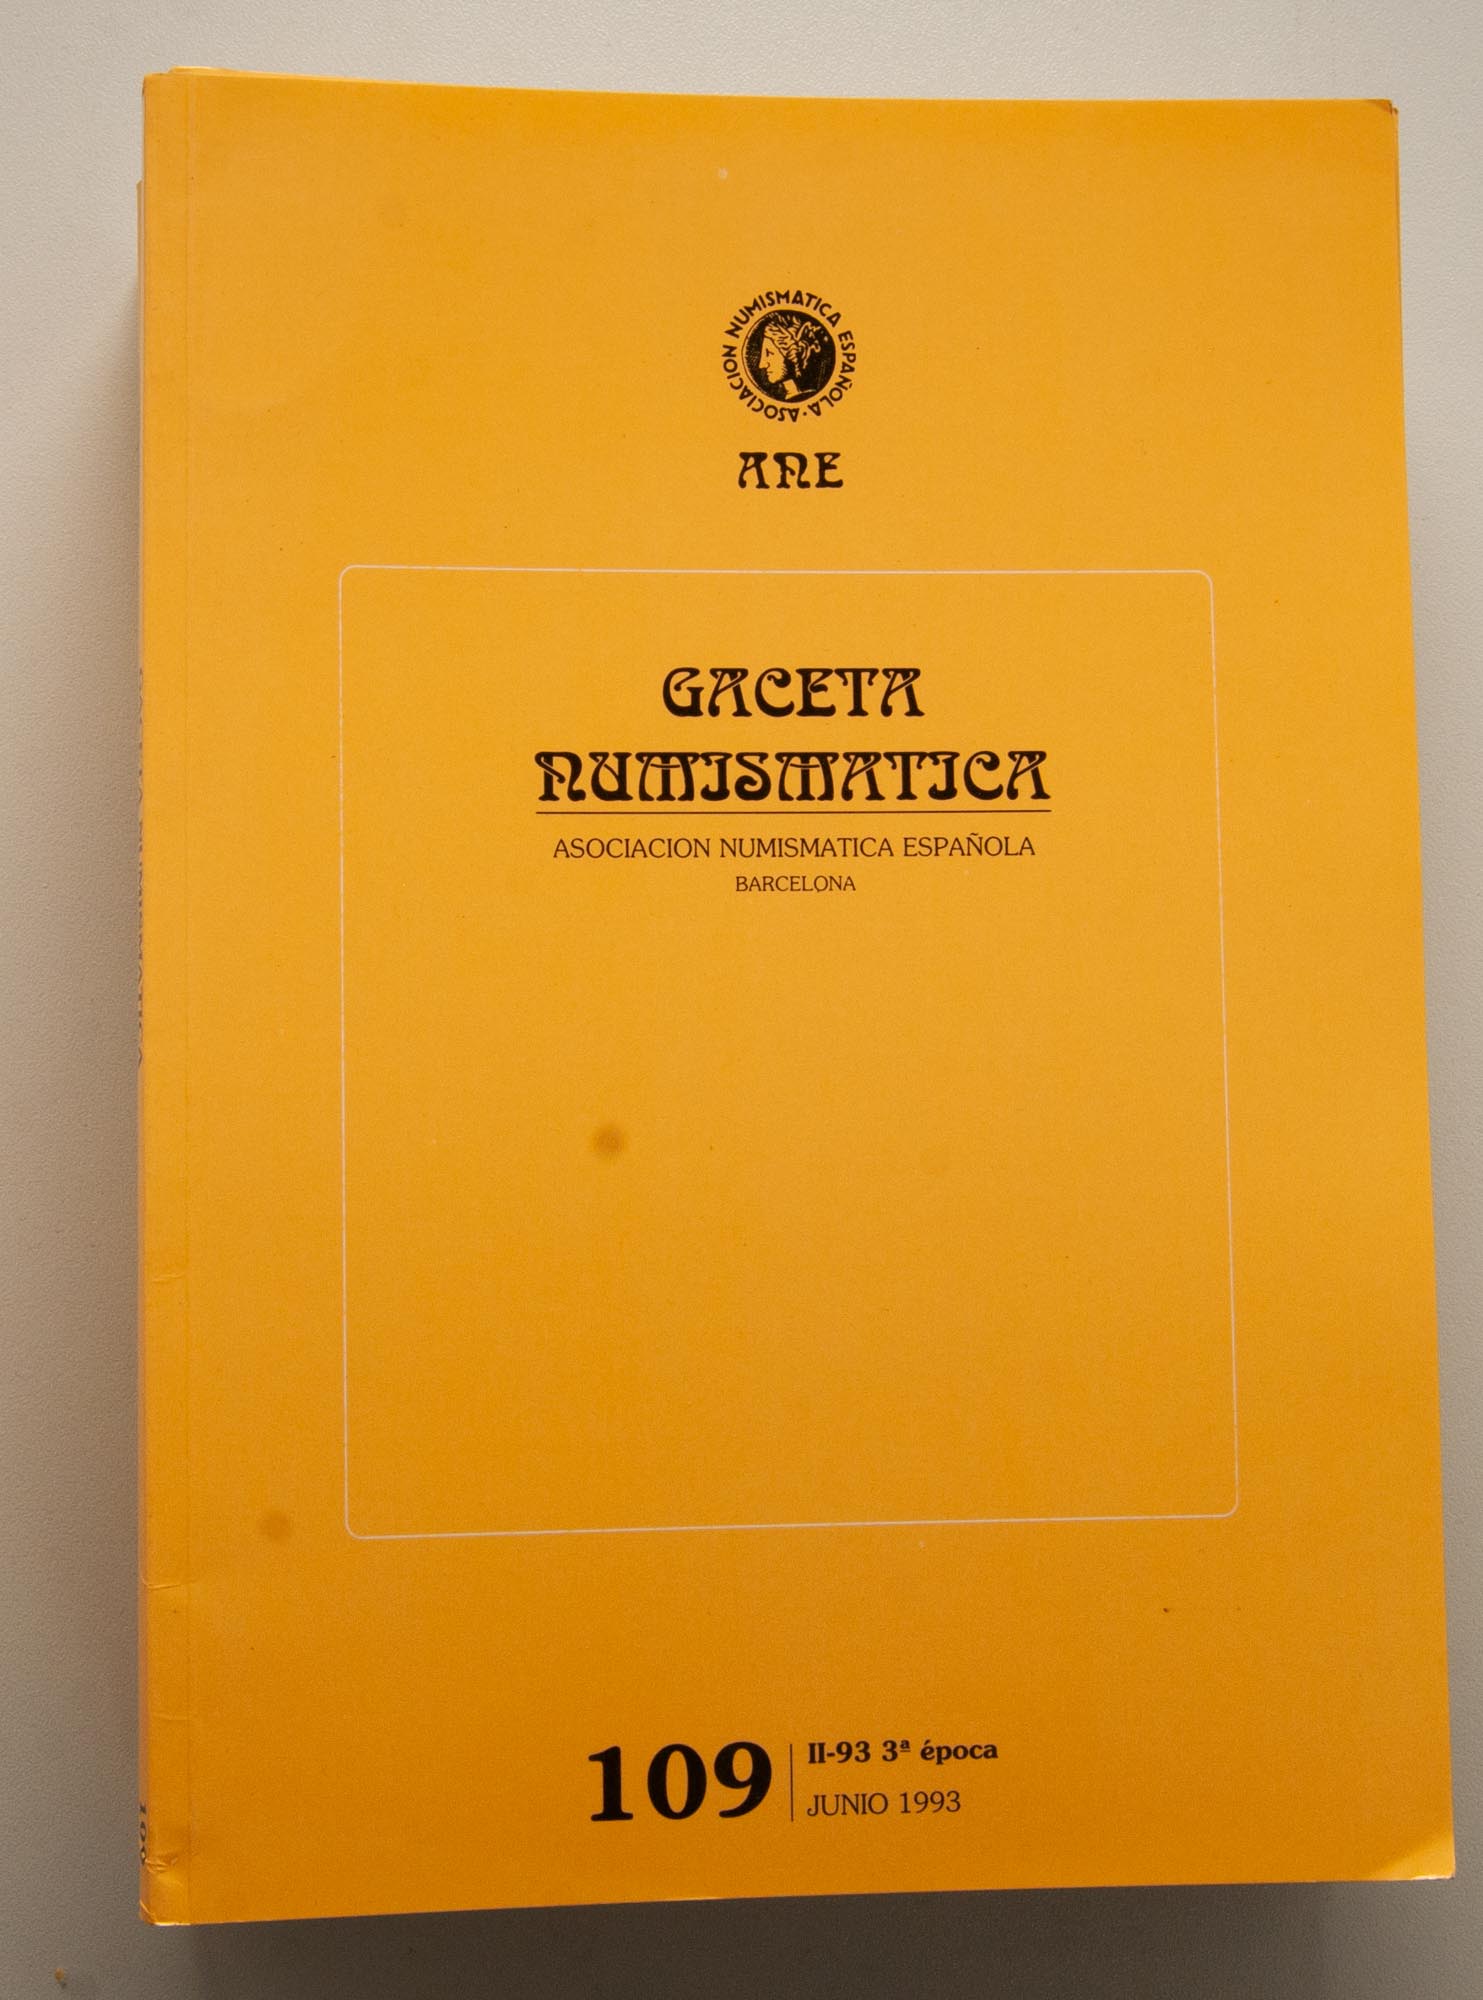 ASOCIACION NUMISMATICA ESPAÑOLA ·
ANE
GACETA
NUMISMATICA
ASOCIACION NUMISMATICA ESPAÑOLA
BARCELONA
109
II-93 3ª época
JUNIO 1993